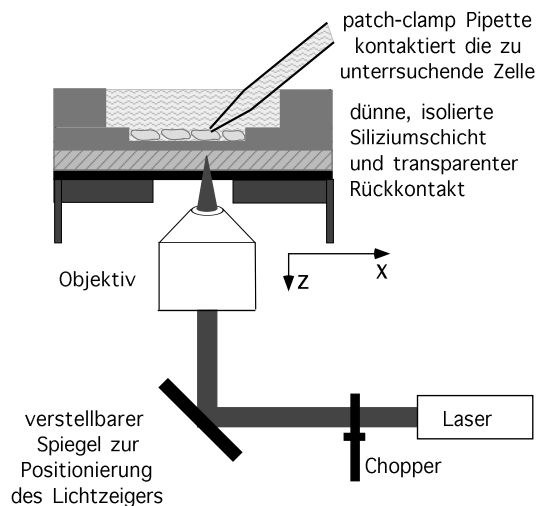 patch-clamp Pipette
kontaktiert die zu
unterrsuchende Zelle
dünne, isolierte
Siliziumschicht
und transparenter
Rückkontakt
Objektiv
x
z
verstellbarer
Spiegel zur
Positionierung
des Lichtzeigers
Laser
Chopper